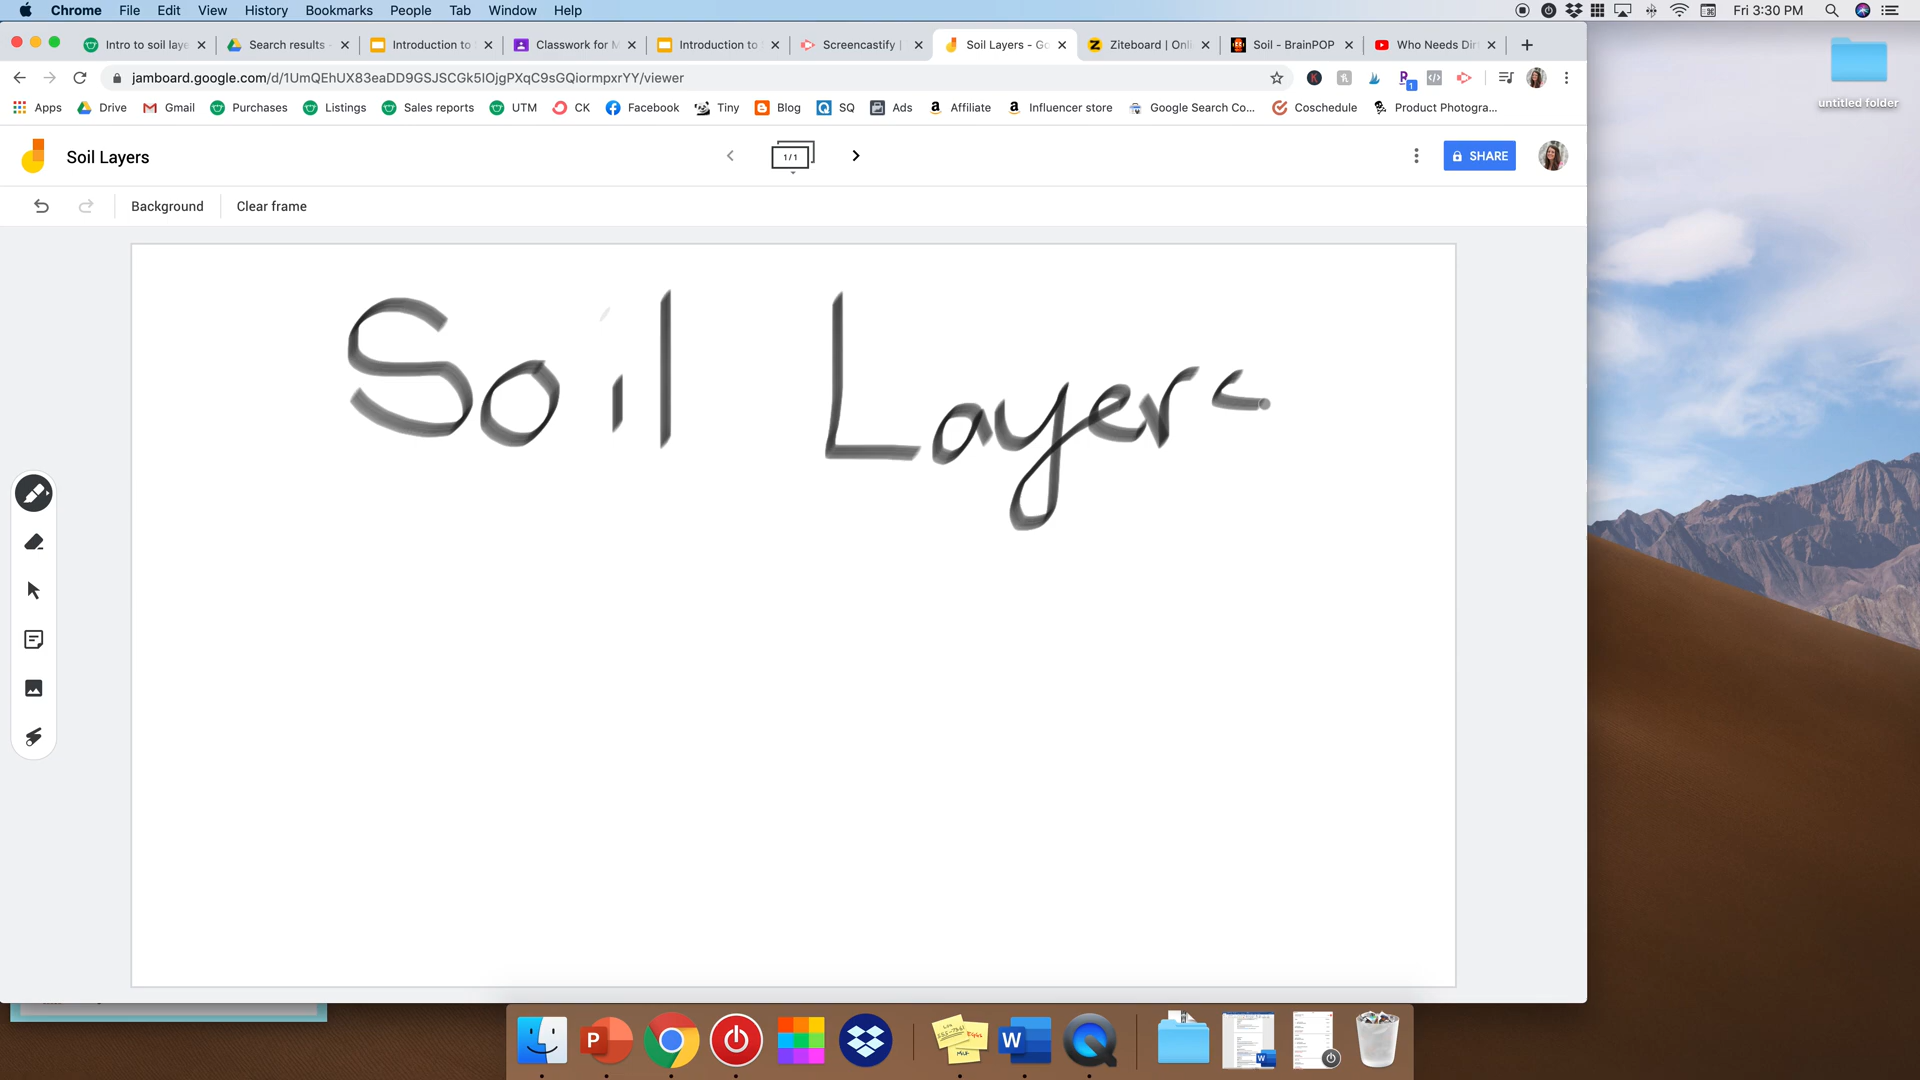 Chrome File Edit View History Bookmarks People Tab Window Help Fri 3:30 PM
Intro to soil laye Search results - Introduction to Classwork for M Introduction to Screencastify | Soil Layers - Go Ziteboard | Onli Soil - BrainPOP Who Needs Dir
jamboard.google.com/d/1UmQEhUX83eaDD9GSJSCGk5IOjgPXqC9sGQiormpxrYY/viewer
Apps Drive Gmail Purchases Listings Sales reports UTM CK Facebook Tiny Blog SQ Ads Affiliate Influencer store Google Search Co... Coschedule Product Photogra...
untitled folder
Soil Layers 1/1 SHARE
Background Clear frame
Soil Layers